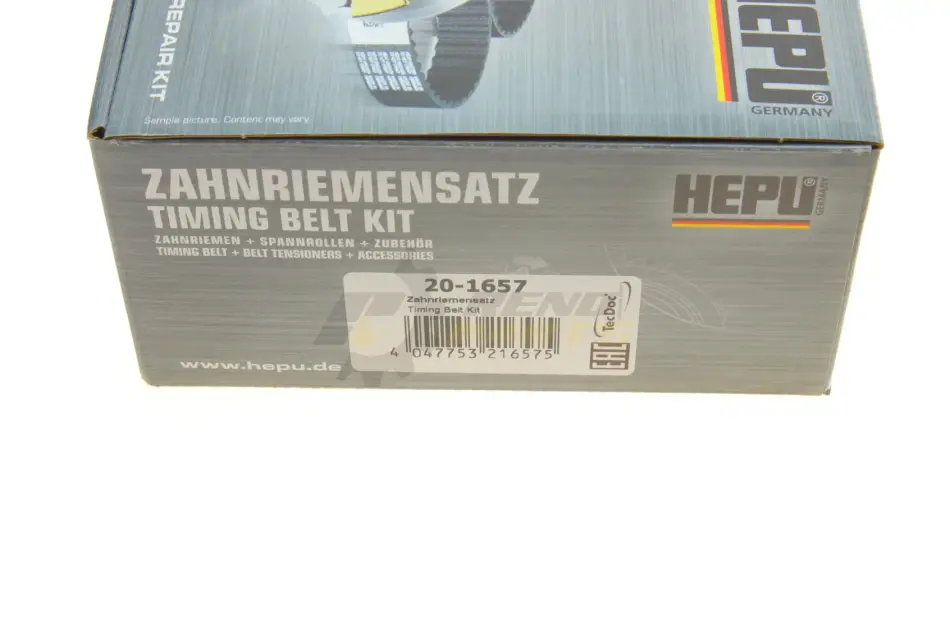 REPAIR KIT
Sample picture. Content may vary
HEPU®
GERMANY
ZAHNRIEMENSATZ
TIMING BELT KIT
ZAHNRIEMEN + SPANNROLLEN + ZUBEHÖR
TIMING BELT + BELT TENSIONERS + ACCESSORIES
HEPU®
GERMANY
20-1657
Zahnriemensatz
Timing Belt Kit
4 047753 216575
TecDoc
EAC
www.hepu.de